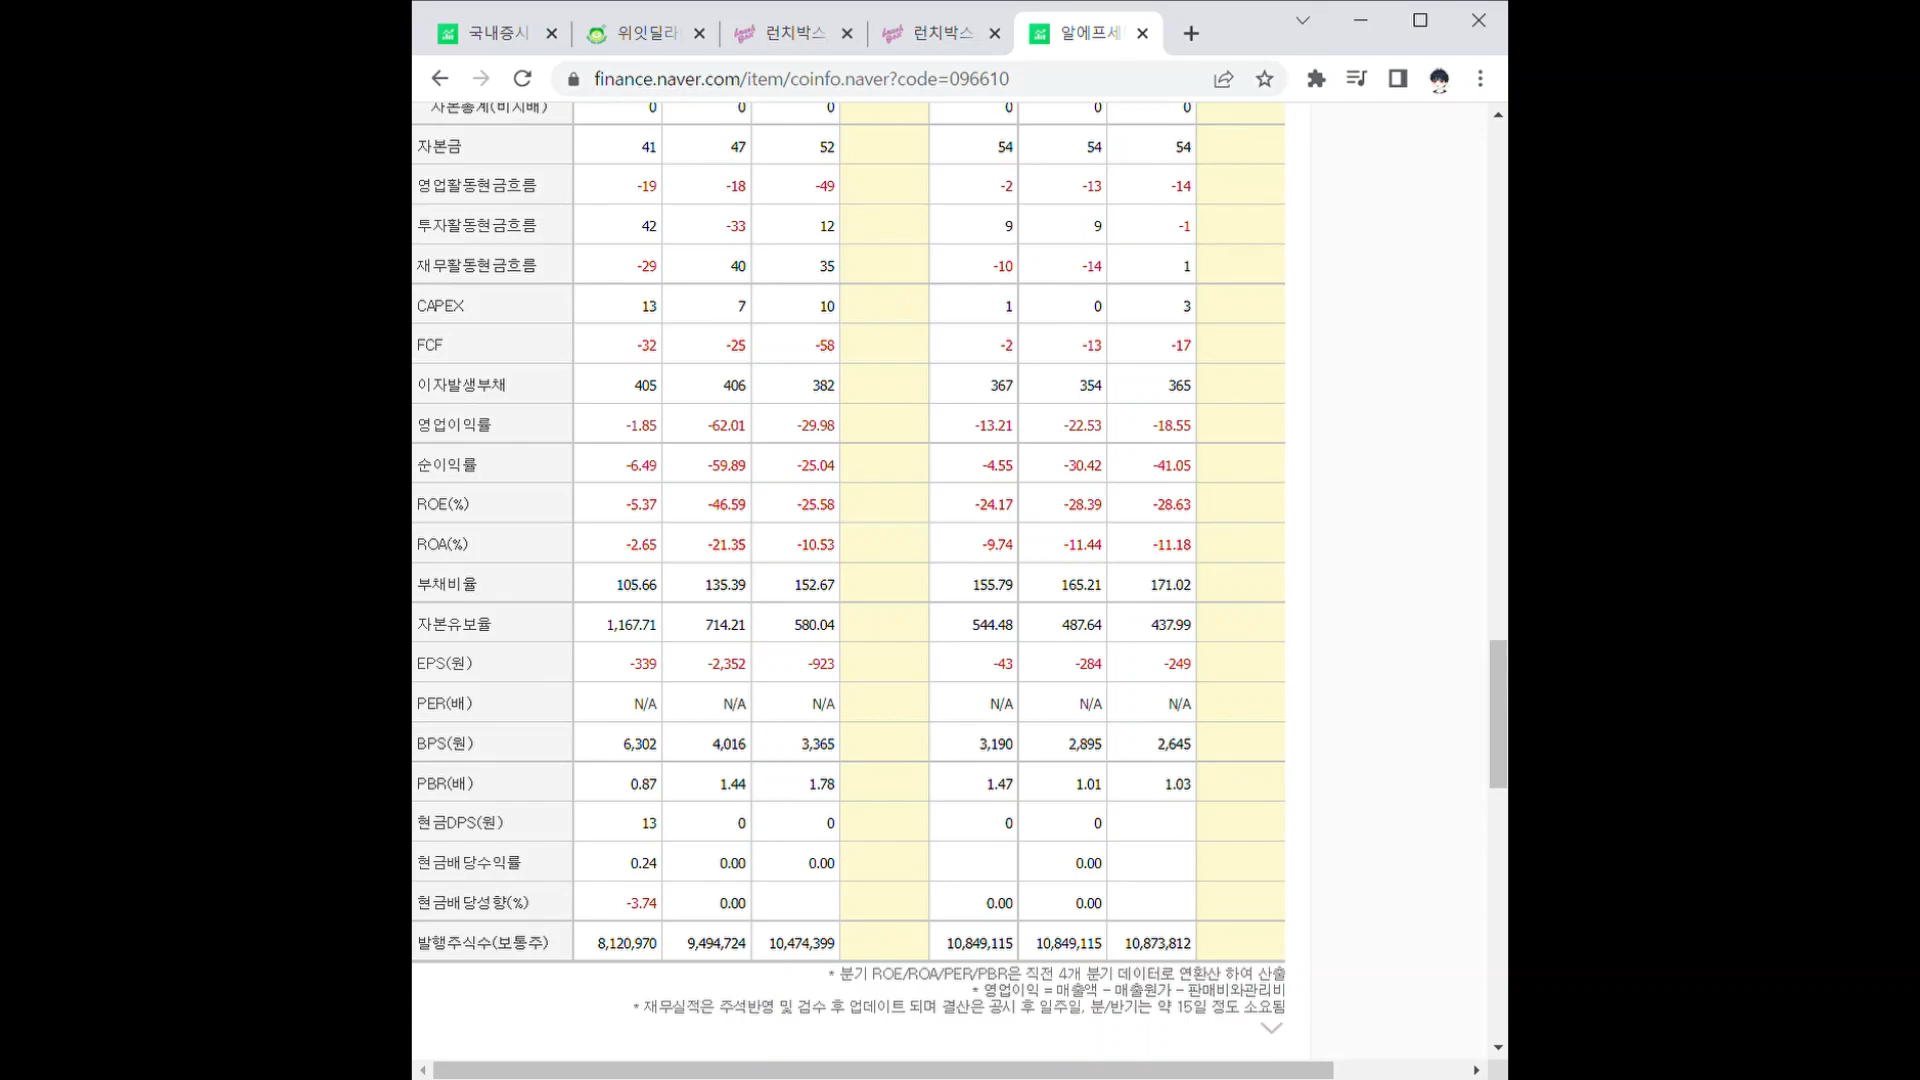 국내증시
위잇딜라
런치박스
런치박스
알에프세
finance.naver.com/item/coinfo.naver?code=096610
자본총계(비지배) 0 0 0 0 0 0
자본금 41 47 52 54 54 54
영업활동현금흐름 -19 -18 -49 -2 -13 -14
투자활동현금흐름 42 -33 12 9 9 -1
재무활동현금흐름 -29 40 35 -10 -14 1
CAPEX 13 7 10 1 0 3
FCF -32 -25 -58 -2 -13 -17
이자발생부채 405 406 382 367 354 365
영업이익률 -1.85 -62.01 -29.98 -13.21 -22.53 -18.55
순이익률 -6.49 -59.89 -25.04 -4.55 -30.42 -41.05
ROE(%) -5.37 -46.59 -25.58 -24.17 -28.39 -28.63
ROA(%) -2.65 -21.35 -10.53 -9.74 -11.44 -11.18
부채비율 105.66 135.39 152.67 155.79 165.21 171.02
자본유보율 1,167.71 714.21 580.04 544.48 487.64 437.99
EPS(원) -339 -2,352 -923 -43 -284 -249
PER(배) N/A N/A N/A N/A N/A N/A
BPS(원) 6,302 4,016 3,365 3,190 2,895 2,645
PBR(배) 0.87 1.44 1.78 1.47 1.01 1.03
현금DPS(원) 13 0 0 0 0
현금배당수익률 0.24 0.00 0.00 0.00
현금배당성향(%) -3.74 0.00 0.00 0.00
발행주식수(보통주) 8,120,970 9,494,724 10,474,399 10,849,115 10,849,115 10,873,812
* 분기 ROE/ROA/PER/PBR은 직전 4개 분기 데이터로 연환산 하여 산출
* 영업이익 = 매출액 - 매출원가 - 판매비와관리비
* 재무실적은 주석반영 및 검수 후 업데이트 되며 결산은 공시 후 일주일, 분/반기는 약 15일 정도 소요됨